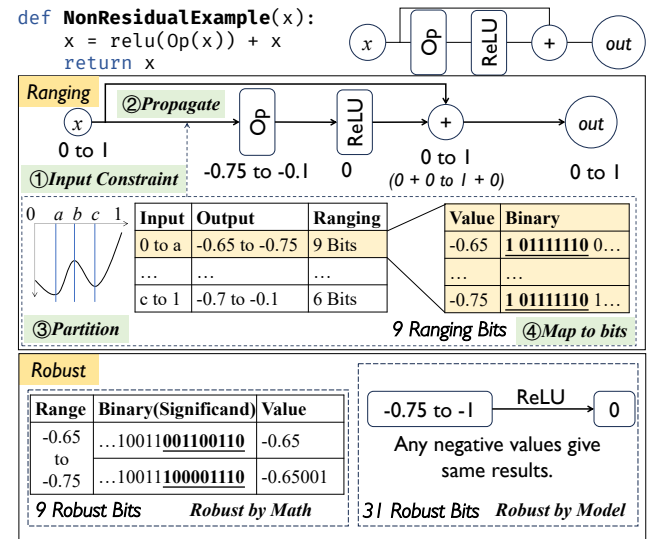 def NonResidualExample(x):
x = relu(Op(x)) + x
return x
x
Op
ReLU
+
out
Ranging
②Propagate
x
Op
ReLU
+
out
0 to 1
-0.75 to -0.1
0
0 to 1
(0 + 0 to 1 + 0)
0 to 1
①Input Constraint
0 a b c 1
Input Output Ranging
0 to a -0.65 to -0.75 9 Bits
... ... ...
c to 1 -0.7 to -0.1 6 Bits
Value Binary
-0.65 1 01111110 0...
... ...
-0.75 1 01111110 1...
③Partition
9 Ranging Bits
④Map to bits
Robust
Range Binary(Significand) Value
-0.65 to -0.75
...10011001100110 -0.65
...10011100001110 -0.65001
9 Robust Bits
Robust by Math
-0.75 to -1
ReLU
0
Any negative values give
same results.
31 Robust Bits
Robust by Model